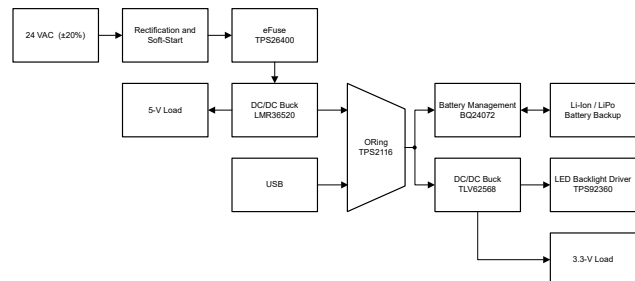 24 VAC (±20%)
Rectification and
Soft-Start
eFuse
TPS26400
5-V Load
DC/DC Buck
LMR36520
ORing
TPS2116
Battery Management
BQ24072
Li-Ion / LiPo
Battery Backup
USB
DC/DC Buck
TLV62568
LED Backlight Driver
TPS92360
3.3-V Load